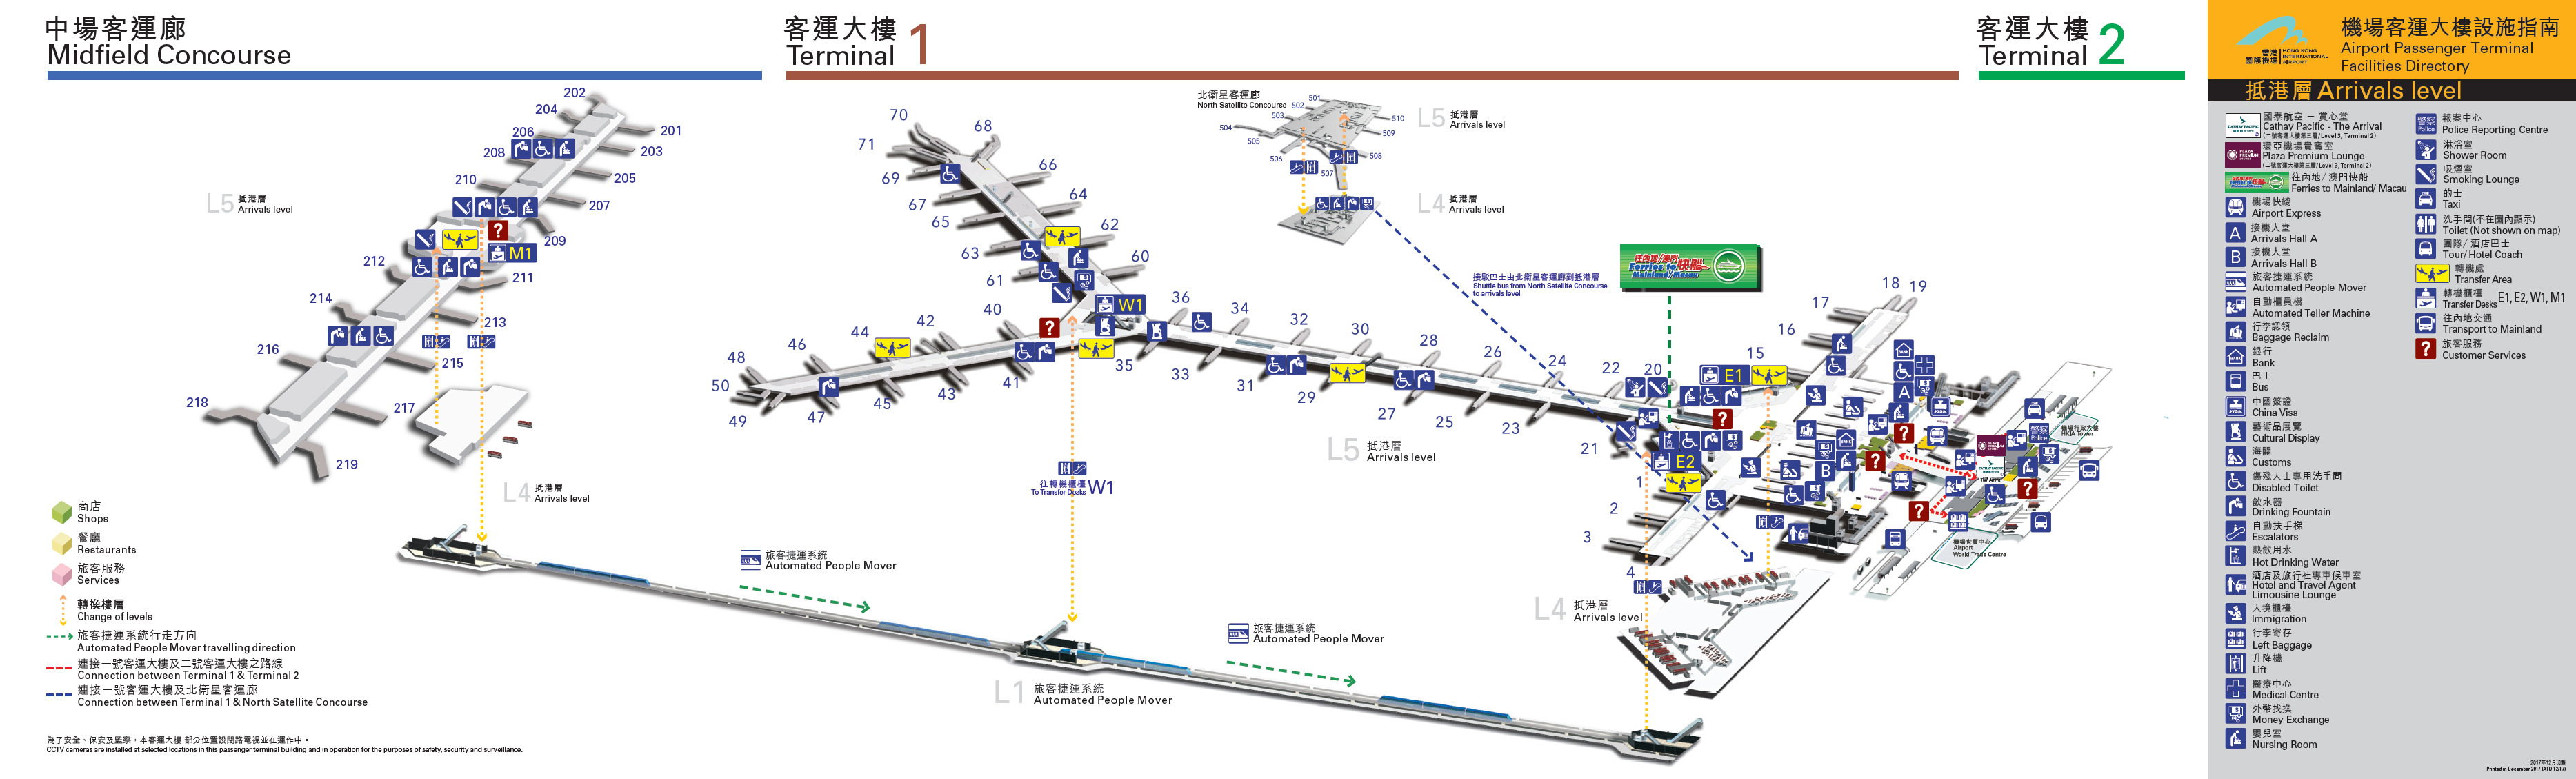 中場客運廊
Midfield Concourse
客運大樓
Terminal 1
客運大樓
Terminal 2
香港國際機場
HONG KONG INTERNATIONAL AIRPORT
機場客運大樓設施指南
Airport Passenger Terminal
Facilities Directory
抵港層 Arrivals level
202
204
201
206
203
208
205
210
207
209
M1
212
211
214
213
216
215
218
217
219
L5 抵港層
Arrivals level
L4 抵港層
Arrivals level
70
68
71
66
69
64
67
65
62
63
60
61
W1
40
36
34
42
32
44
30
46
28
48
26
50
24
22
20
49
47
45
43
41
35
33
31
29
27
25
23
21
往轉機櫃檯
To Transfer Desks W1
北衛星客運廊
North Satellite Concourse
501
502
503
504
505
506
507
508
509
510
L5 抵港層
Arrivals level
L4 抵港層
Arrivals level
接駁巴士由北衛星客運廊到抵港層
Shuttle bus from North Satellite Concourse
to arrivals level
往內地/澳門快船
Ferries to
Mainland/Macau
15
16
17
18
19
E1
E2
1
2
3
4
A
B
L5 抵港層
Arrivals level
L4 抵港層
Arrivals level
機場行政大樓
HKIA Tower
機場世貿中心
Airport
World Trade Centre
旅客捷運系統
Automated People Mover
旅客捷運系統
Automated People Mover
L1 旅客捷運系統
Automated People Mover
商店
Shops
餐廳
Restaurants
旅客服務
Services
轉換樓層
Change of levels
旅客捷運系統行走方向
Automated People Mover travelling direction
連接一號客運大樓及二號客運大樓之路線
Connection between Terminal 1 & Terminal 2
連接一號客運大樓及北衛星客運廊
Connection between Terminal 1 & North Satellite Concourse
為了安全、保安及監察，本客運大樓 部分位置設閉路電視並在運作中。
CCTV cameras are installed at selected locations in this passenger terminal building and in operation for the purposes of safety, security and surveillance.
CATHAY PACIFIC
國泰航空 － 賞心堂
Cathay Pacific - The Arrival
(二號客運大樓第三層/Level 3, Terminal 2)
PLAZA PREMIUM
環亞機場貴賓室
Plaza Premium Lounge
(二號客運大樓第三層/Level 3, Terminal 2)
往內地/ 澳門快船
Ferries to Mainland/ Macau
機場快綫
Airport Express
A
接機大堂
Arrivals Hall A
B
接機大堂
Arrivals Hall B
旅客捷運系統
Automated People Mover
自動櫃員機
Automated Teller Machine
行李認領
Baggage Reclaim
銀行
Bank
巴士
Bus
中國簽證
China Visa
藝術品展覽
Cultural Display
海關
Customs
傷殘人士專用洗手間
Disabled Toilet
飲水器
Drinking Fountain
自動扶手梯
Escalators
熱飲用水
Hot Drinking Water
酒店及旅行社專車候車室
Hotel and Travel Agent
Limousine Lounge
入境櫃檯
Immigration
行李寄存
Left Baggage
升降機
Lift
醫療中心
Medical Centre
外幣找換
Money Exchange
嬰兒室
Nursing Room
警察
Police
報案中心
Police Reporting Centre
淋浴室
Shower Room
吸煙室
Smoking Lounge
的士
Taxi
洗手間(不在圖內顯示)
Toilet (Not shown on map)
團隊/ 酒店巴士
Tour/ Hotel Coach
轉機處
Transfer Area
轉機櫃檯
Transfer Desks E1, E2, W1, M1
往內地交通
Transport to Mainland
旅客服務
Customer Services
2017年12月印製
Printed in December 2017 (AFD 12/17)